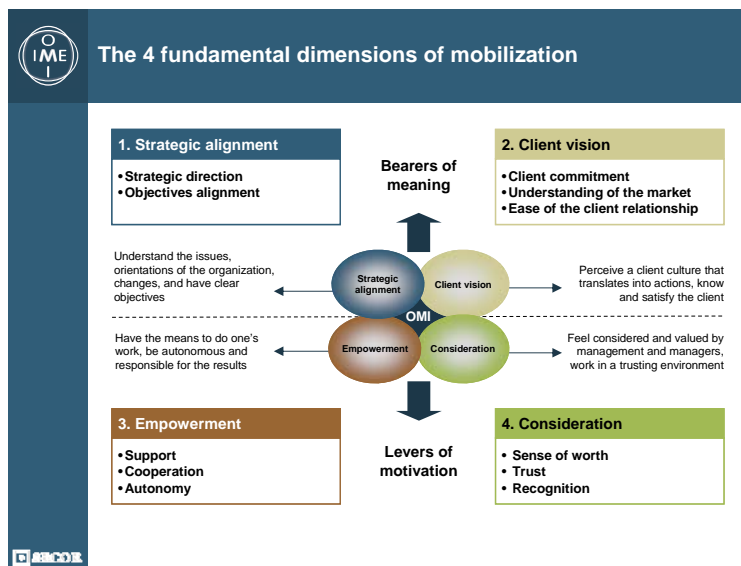 O
IME
I
The 4 fundamental dimensions of mobilization
1. Strategic alignment
•Strategic direction
•Objectives alignment
Bearers of
meaning
2. Client vision
•Client commitment
•Understanding of the market
•Ease of the client relationship
Understand the issues,
orientations of the organization,
changes, and have clear
objectives
Strategic
alignment
Client vision
Perceive a client culture that
translates into actions, know
and satisfy the client
OMI
Have the means to do one's
work, be autonomous and
responsible for the results
Empowerment
Consideration
Feel considered and valued by
management and managers,
work in a trusting environment
3. Empowerment
•Support
•Cooperation
•Autonomy
Levers of
motivation
4. Consideration
• Sense of worth
• Trust
• Recognition